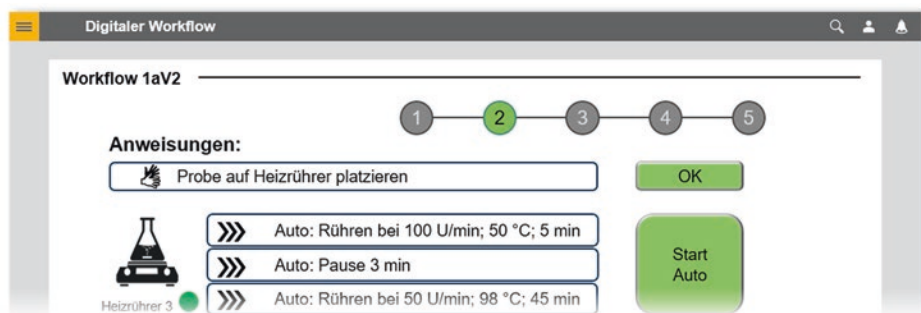 Digitaler Workflow
Workflow 1aV2
1 2 3 4 5
Anweisungen:
Probe auf Heizrührer platzieren
OK
Auto: Rühren bei 100 U/min; 50 °C; 5 min
Auto: Pause 3 min
Start
Auto
Auto: Rühren bei 50 U/min; 98 °C; 45 min
Heizrührer 3